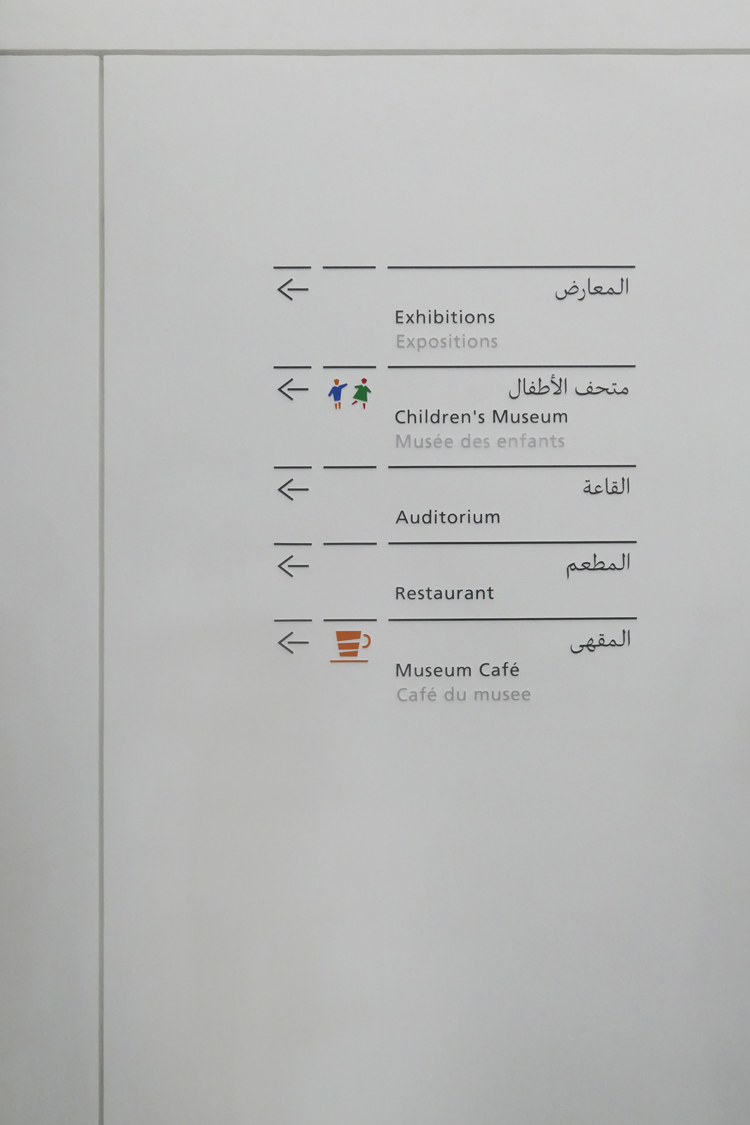 المعارض
Exhibitions
Expositions
متحف الأطفال
Children's Museum
Musée des enfants
القاعة
Auditorium
المطعم
Restaurant
المقهى
Museum Café
Café du musee